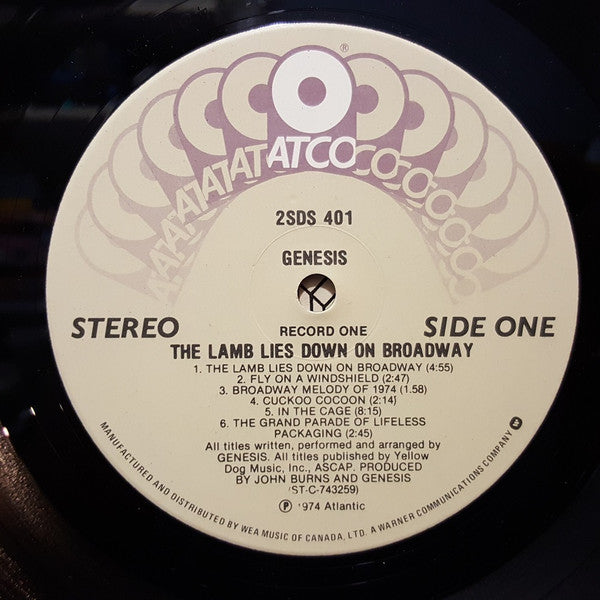 ®
ATATATATATCOCOCOCOCO
2SDS 401
GENESIS
STEREO
RECORD ONE
SIDE ONE
THE LAMB LIES DOWN ON BROADWAY
1. THE LAMB LIES DOWN ON BROADWAY (4:55)
2. FLY ON A WINDSHIELD (2:47)
3. BROADWAY MELODY OF 1974 (1.58)
4. CUCKOO COCOON (2:14)
5. IN THE CAGE (8:15)
6. THE GRAND PARADE OF LIFELESS
PACKAGING (2:45)
All titles written, performed and arranged by
GENESIS. All titles published by Yellow
Dog Music, Inc., ASCAP. PRODUCED
BY JOHN BURNS AND GENESIS
(ST-C-743259)
℗ '974 Atlantic
MANUFACTURED AND DISTRIBUTED BY WEA MUSIC OF CANADA, LTD. A WARNER COMMUNICATIONS COMPANY